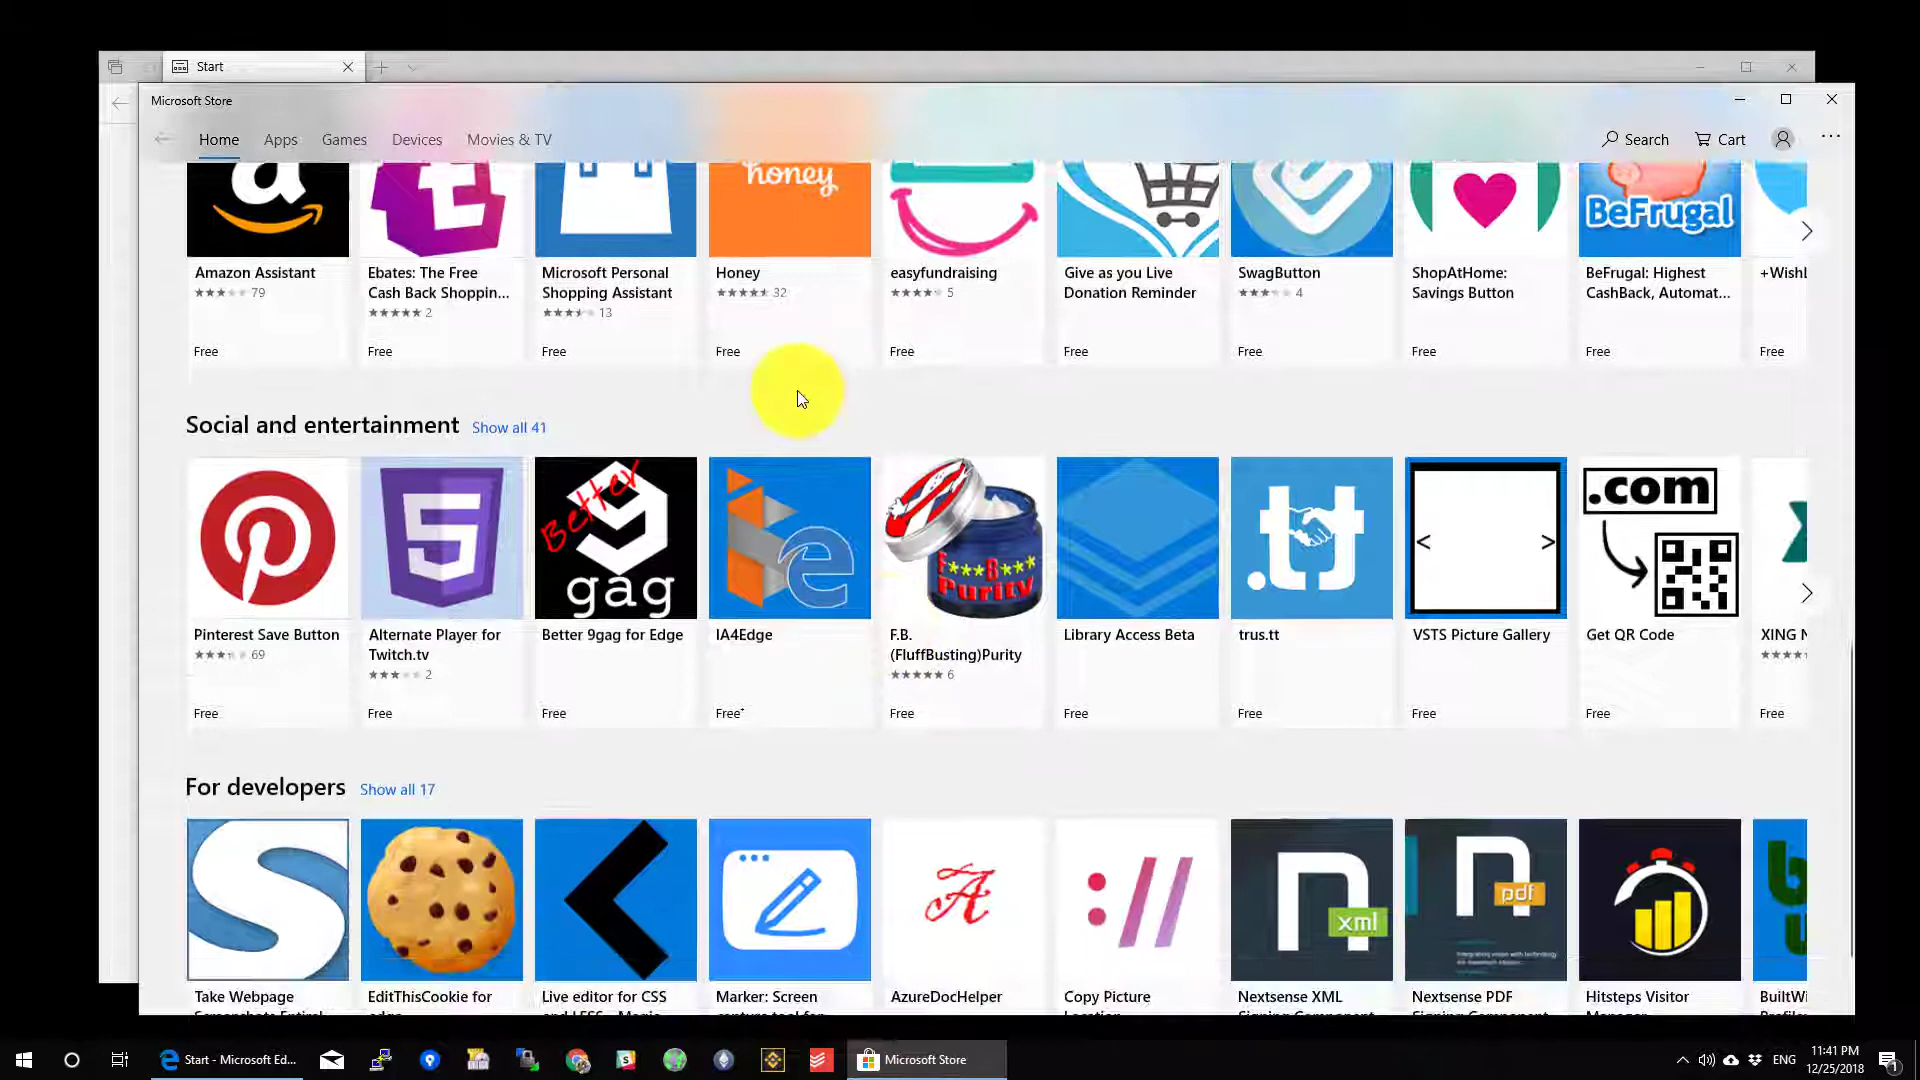 Start
Microsoft Store
Home Apps Games Devices Movies & TV Search Cart
honey
BeFrugal
Amazon Assistant
79
Free
Ebates: The Free
Cash Back Shoppin...
2
Free
Microsoft Personal
Shopping Assistant
13
Free
Honey
32
Free
easyfundraising
5
Free
Give as you Live
Donation Reminder
Free
SwagButton
4
Free
ShopAtHome:
Savings Button
Free
BeFrugal: Highest
CashBack, Automat...
Free
Free
Social and entertainment Show all 41
Better
9
gag
F***B***
Purity
.tt
< >
.com
Pinterest Save Button
69
Free
Alternate Player for
Twitch.tv
2
Free
Better 9gag for Edge
Free
IA4Edge
Free+
F.B.
(FluffBusting)Purity
6
Free
Library Access Beta
Free
trus.tt
Free
VSTS Picture Gallery
Free
Get QR Code
Free
XING
Free
For developers Show all 17
xml
pdf
Take Webpage
EditThisCookie for
Live editor for CSS
Marker: Screen
AzureDocHelper
Copy Picture
Nextsense XML
Nextsense PDF
Hitsteps Visitor
Start - Microsoft Ed...
Microsoft Store
ENG
11:41 PM
12/25/2018
1